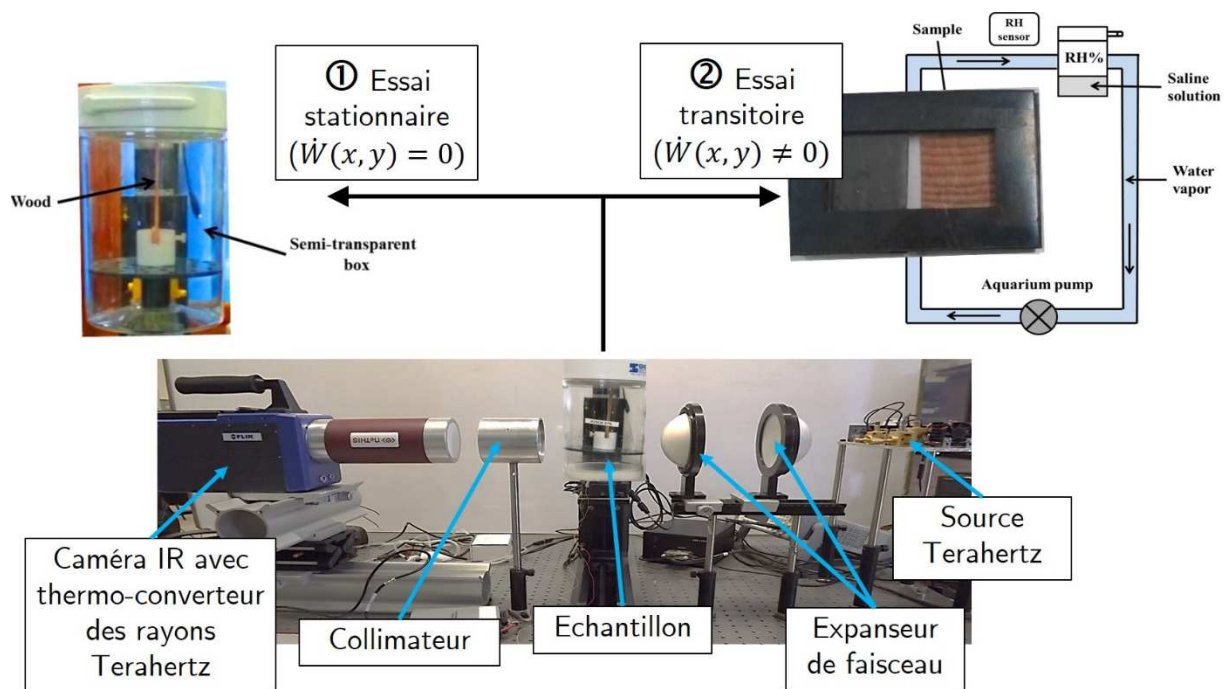 ① Essai
stationnaire
(Ẇ(x, y) = 0)
② Essai
transitoire
(Ẇ(x, y) ≠ 0)
Wood
Semi-transparent
box
Sample
RH
sensor
RH%
Saline
solution
Water
vapor
Aquarium pump
FLIR
Caméra IR avec
thermo-converteur
des rayons
Terahertz
Collimateur
Echantillon
Expanseur
de faisceau
Source
Terahertz